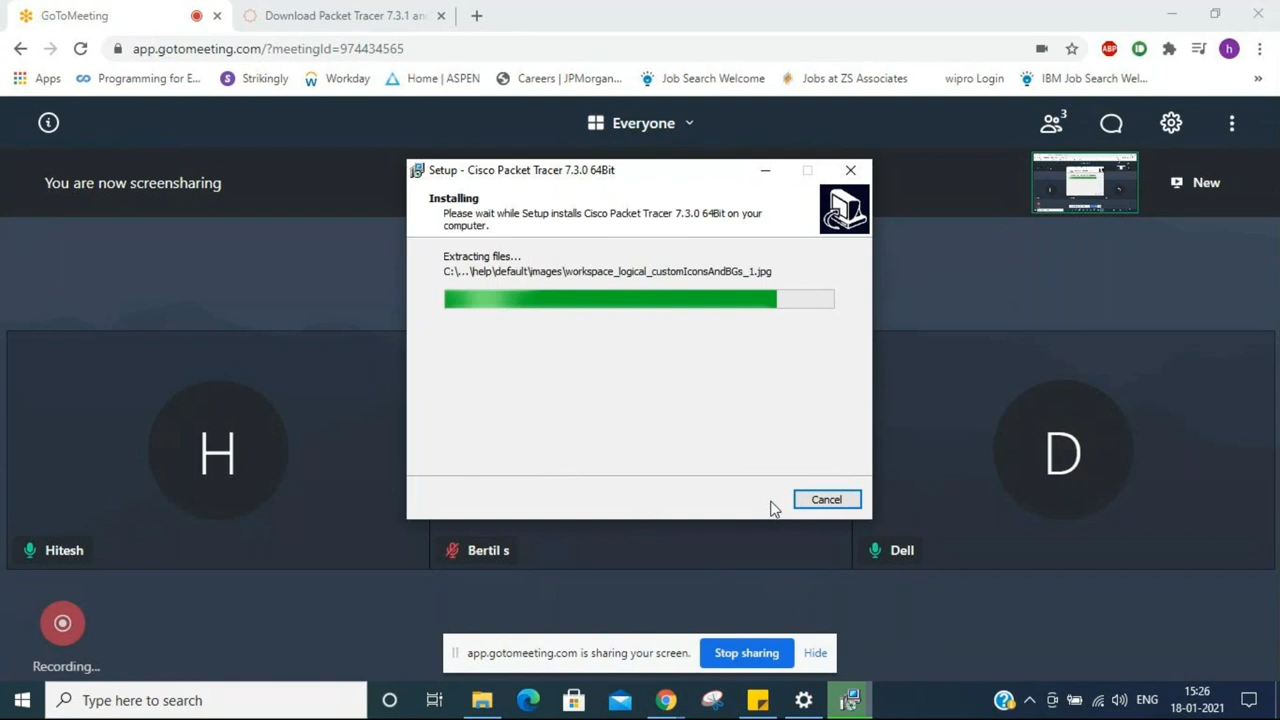 GoToMeeting
Download Packet Tracer 7.3.1 an
app.gotomeeting.com/?meetingId=974434565
ABP
h
Apps
Programming for E...
Strikingly
Workday
Home | ASPEN
Careers | JPMorgan...
Job Search Welcome
Jobs at ZS Associates
wipro Login
IBM Job Search Wel...
»
Everyone
3
You are now screensharing
New
Setup - Cisco Packet Tracer 7.3.0 64Bit
Installing
Please wait while Setup installs Cisco Packet Tracer 7.3.0 64Bit on your
computer.
Extracting files...
C:\...\help\default\images\workspace_logical_customIconsAndBGs_1.jpg
Cancel
H
D
Hitesh
Bertil s
Dell
Recording...
app.gotomeeting.com is sharing your screen.
Stop sharing
Hide
Type here to search
ENG
15:26
18-01-2021